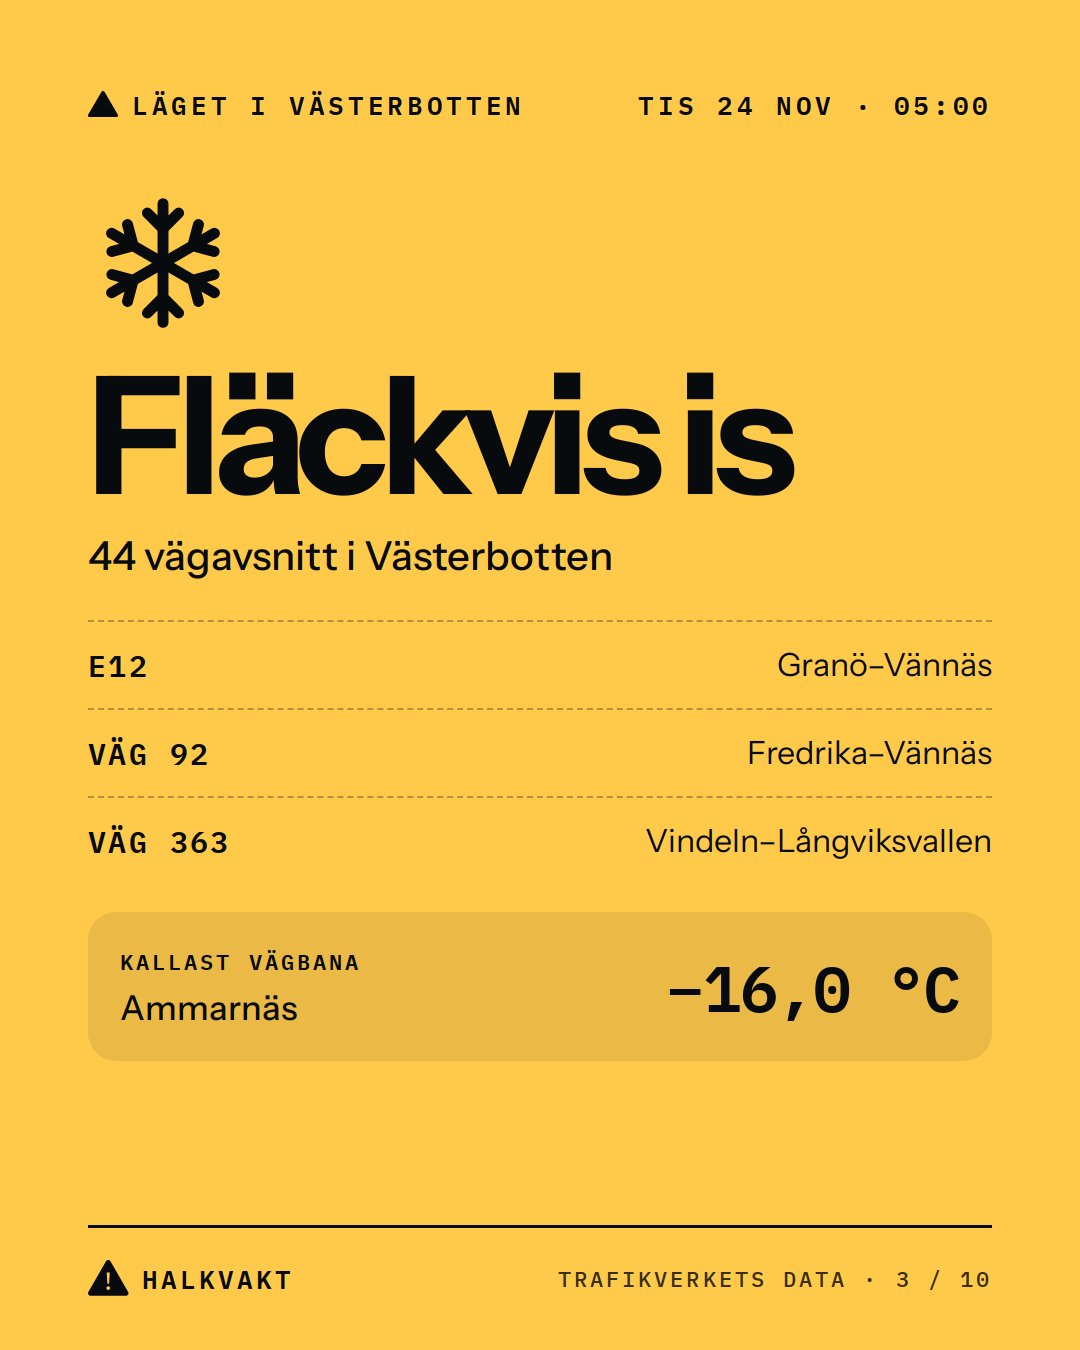 LÄGET I VÄSTERBOTTEN
TIS 24 NOV · 05:00
Fläckvis is
44 vägavsnitt i Västerbotten
E12 Granö–Vännäs
VÄG 92 Fredrika–Vännäs
VÄG 363 Vindeln–Långviksvallen
KALLAST VÄGBANA
Ammarnäs
−16,0 °C
HALKVAKT
TRAFIKVERKETS DATA · 3 / 10